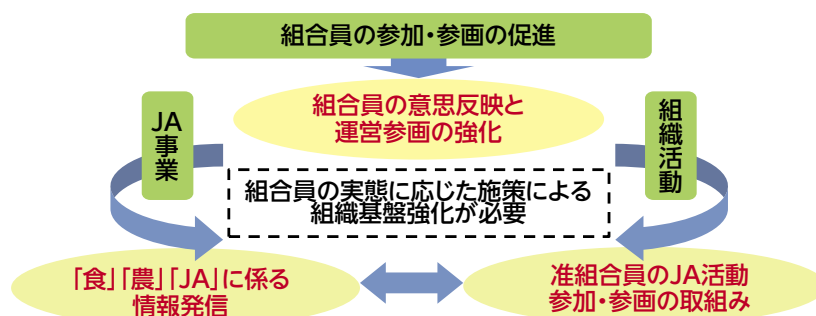 組合員の参加・参画の促進
組合員の意思反映と
運営参画の強化
JA事業
組織活動
組合員の実態に応じた施策による
組織基盤強化が必要
「食」「農」「JA」に係る
情報発信
准組合員のJA活動
参加・参画の取組み